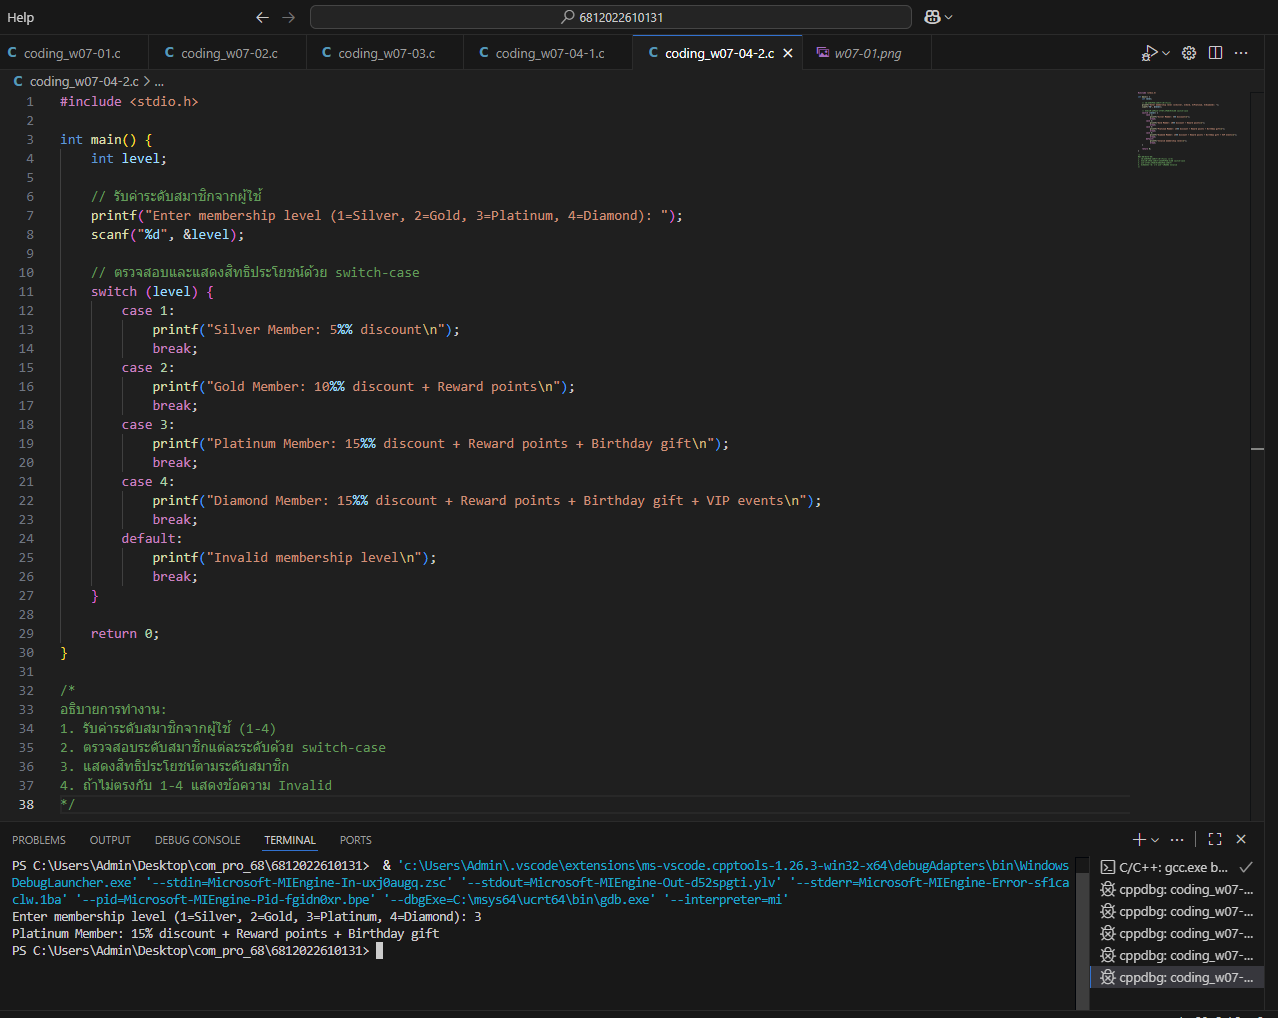 Help
6812022610131
C coding_w07-01.c
C coding_w07-02.c
C coding_w07-03.c
C coding_w07-04-1.c
C coding_w07-04-2.c
w07-01.png
C coding_w07-04-2.c > ...
1 #include <stdio.h>
2
3 int main() {
4 int level;
5
6 // รับค่าระดับสมาชิกจากผู้ใช้
7 printf("Enter membership level (1=Silver, 2=Gold, 3=Platinum, 4=Diamond): ");
8 scanf("%d", &level);
9
10 // ตรวจสอบและแสดงสิทธิประโยชน์ด้วย switch-case
11 switch (level) {
12 case 1:
13 printf("Silver Member: 5%% discount\n");
14 break;
15 case 2:
16 printf("Gold Member: 10%% discount + Reward points\n");
17 break;
18 case 3:
19 printf("Platinum Member: 15%% discount + Reward points + Birthday gift\n");
20 break;
21 case 4:
22 printf("Diamond Member: 15%% discount + Reward points + Birthday gift + VIP events\n");
23 break;
24 default:
25 printf("Invalid membership level\n");
26 break;
27 }
28
29 return 0;
30 }
31
32 /*
33 อธิบายการทำงาน:
34 1. รับค่าระดับสมาชิกจากผู้ใช้ (1-4)
35 2. ตรวจสอบระดับสมาชิกแต่ละระดับด้วย switch-case
36 3. แสดงสิทธิประโยชน์ตามระดับสมาชิก
37 4. ถ้าไม่ตรงกับ 1-4 แสดงข้อความ Invalid
38 */
PROBLEMS OUTPUT DEBUG CONSOLE TERMINAL PORTS
PS C:\Users\Admin\Desktop\com_pro_68\6812022610131> & 'c:\Users\Admin\.vscode\extensions\ms-vscode.cpptools-1.26.3-win32-x64\debugAdapters\bin\Windows
DebugLauncher.exe' '--stdin=Microsoft-MIEngine-In-uxj0augq.zsc' '--stdout=Microsoft-MIEngine-Out-d52spgti.ylv' '--stderr=Microsoft-MIEngine-Error-sf1ca
clw.1ba' '--pid=Microsoft-MIEngine-Pid-fgidn0xr.bpe' '--dbgExe=C:\msys64\ucrt64\bin\gdb.exe' '--interpreter=mi'
Enter membership level (1=Silver, 2=Gold, 3=Platinum, 4=Diamond): 3
Platinum Member: 15% discount + Reward points + Birthday gift
PS C:\Users\Admin\Desktop\com_pro_68\6812022610131>
C/C++: gcc.exe b...
cppdbg: coding_w07-...
cppdbg: coding_w07-...
cppdbg: coding_w07-...
cppdbg: coding_w07-...
cppdbg: coding_w07-...